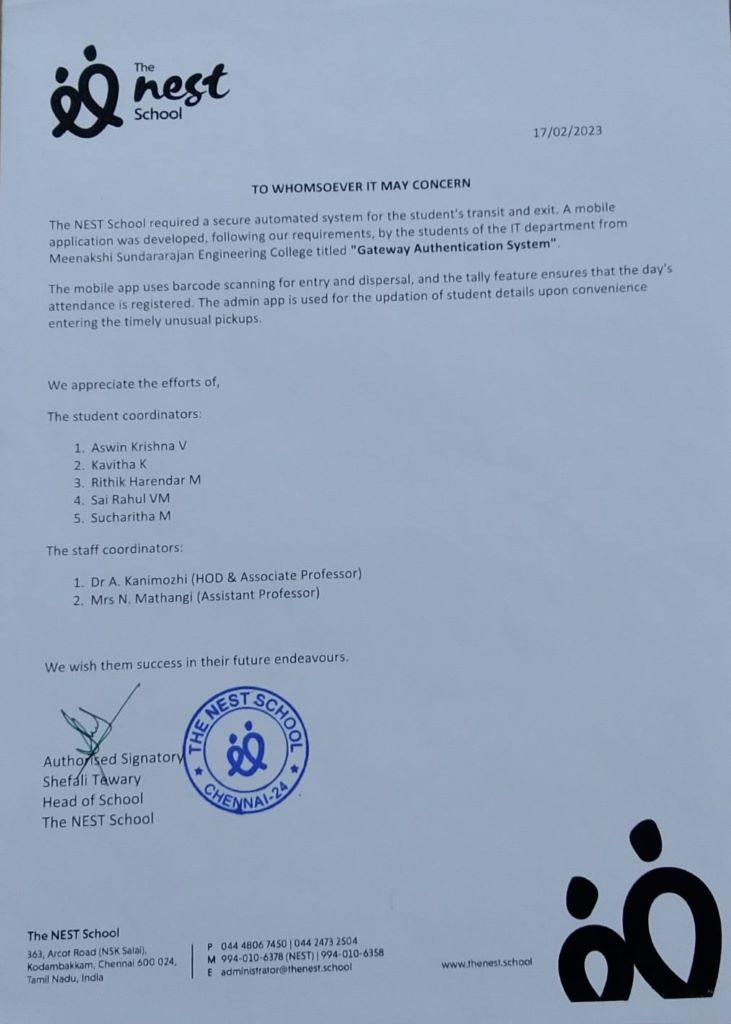 The
nest
School
17/02/2023
TO WHOMSOEVER IT MAY CONCERN
The NEST School required a secure automated system for the student's transit and exit. A mobile
application was developed, following our requirements, by the students of the IT department from
Meenakshi Sundararajan Engineering College titled "Gateway Authentication System".
The mobile app uses barcode scanning for entry and dispersal, and the tally feature ensures that the day's
attendance is registered. The admin app is used for the updation of student details upon convenience
entering the timely unusual pickups.
We appreciate the efforts of,
The student coordinators:
1. Aswin Krishna V
2. Kavitha K
3. Rithik Harendar M
4. Sai Rahul VM
5. Sucharitha M
The staff coordinators:
1. Dr A. Kanimozhi (HOD & Associate Professor)
2. Mrs N. Mathangi (Assistant Professor)
We wish them success in their future endeavours.
THE NEST SCHOOL
CHENNAI-24
Authorised Signatory
Shefali Tewary
Head of School
The NEST School
The NEST School
363, Arcot Road (NSK Salai),
Kodambakkam, Chennai 600 024,
Tamil Nadu, India
P 044 4806 7450 | 044 2473 2504
M 994-010-6378 (NEST) | 994-010-6358
E administrator@thenest.school
www.thenest.school